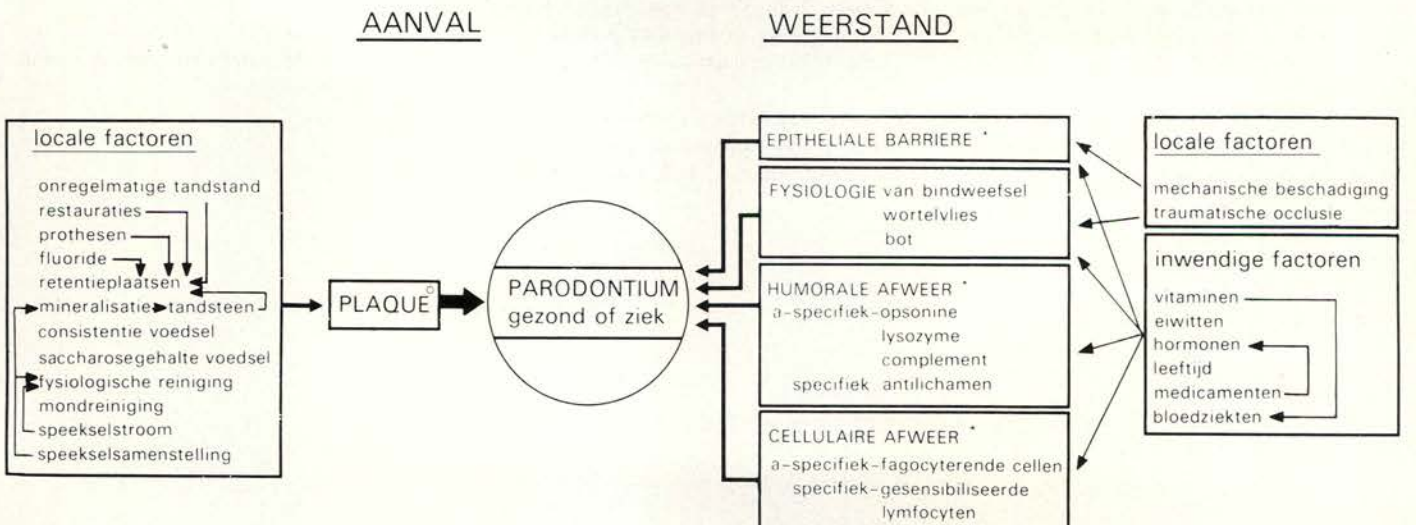 AANVAL
WEERSTAND
locale factoren
onregelmatige tandstand
restauraties
prothesen
fluoride
retentieplaatsen
mineralisatie tandsteen
consistentie voedsel
saccharosegehalte voedsel
fysiologische reiniging
mondreiniging
speekselstroom
speekselsamenstelling
PLAQUE°
PARODONTIUM
gezond of ziek
EPITHELIALE BARRIERE *
FYSIOLOGIE van bindweefsel
wortelvlies
bot
HUMORALE AFWEER *
a-specifiek-opsonine
lysozyme
complement
specifiek antilichamen
CELLULAIRE AFWEER *
a-specifiek-fagocyterende cellen
specifiek-gesensibiliseerde
lymfocyten
locale factoren
mechanische beschadiging
traumatische occlusie
inwendige factoren
vitaminen
eiwitten
hormonen
leeftijd
medicamenten
bloedziekten